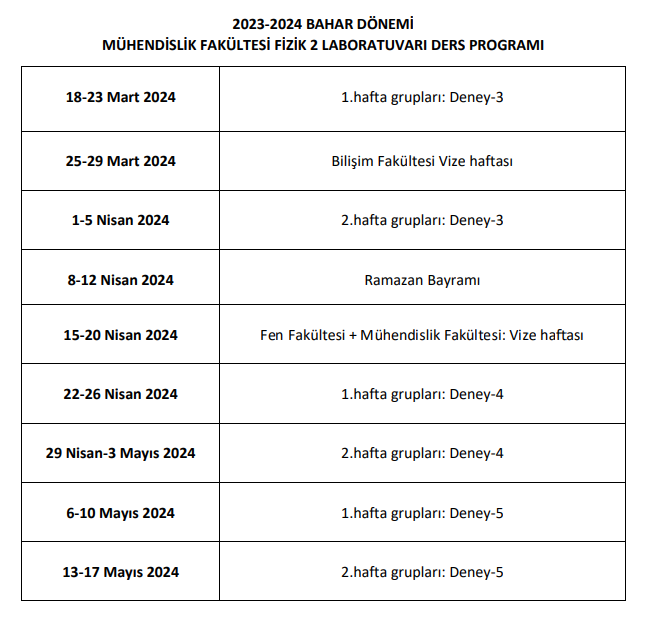 2023-2024 BAHAR DÖNEMİ
MÜHENDİSLİK FAKÜLTESİ FİZİK 2 LABORATUVARI DERS PROGRAMI
18-23 Mart 2024 1.hafta grupları: Deney-3
25-29 Mart 2024 Bilişim Fakültesi Vize haftası
1-5 Nisan 2024 2.hafta grupları: Deney-3
8-12 Nisan 2024 Ramazan Bayramı
15-20 Nisan 2024 Fen Fakültesi + Mühendislik Fakültesi: Vize haftası
22-26 Nisan 2024 1.hafta grupları: Deney-4
29 Nisan-3 Mayıs 2024 2.hafta grupları: Deney-4
6-10 Mayıs 2024 1.hafta grupları: Deney-5
13-17 Mayıs 2024 2.hafta grupları: Deney-5